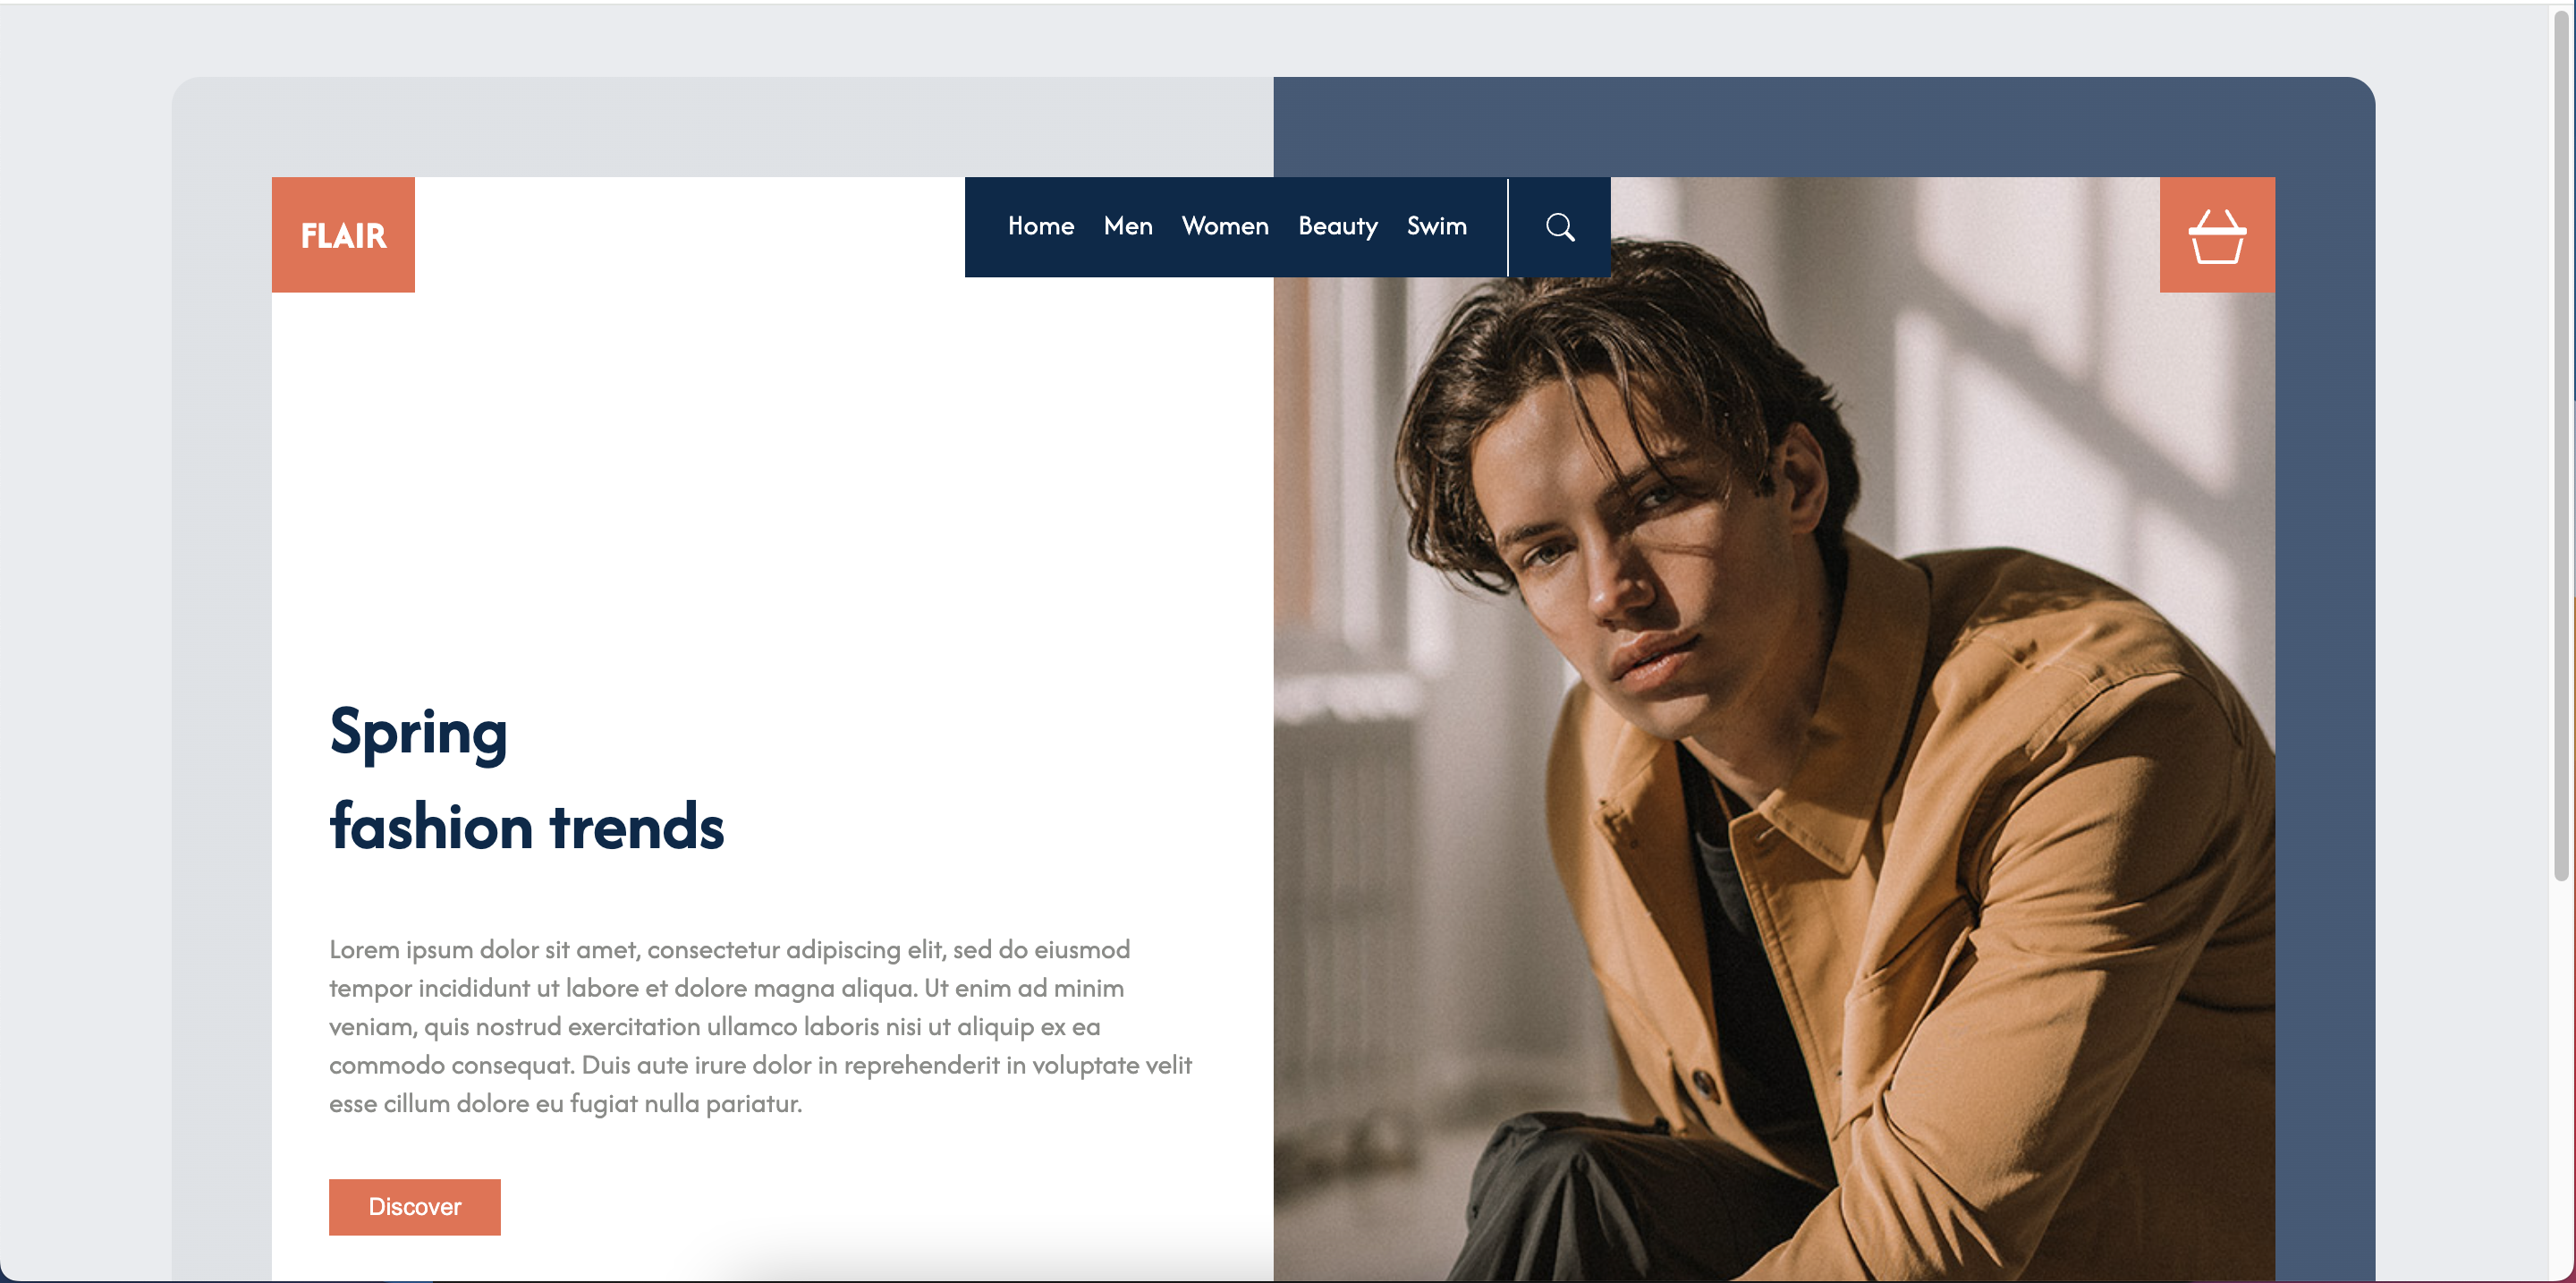 FLAIR
Home Men Women Beauty Swim
Spring
fashion trends
Lorem ipsum dolor sit amet, consectetur adipiscing elit, sed do eiusmod
tempor incididunt ut labore et dolore magna aliqua. Ut enim ad minim
veniam, quis nostrud exercitation ullamco laboris nisi ut aliquip ex ea
commodo consequat. Duis aute irure dolor in reprehenderit in voluptate velit
esse cillum dolore eu fugiat nulla pariatur.
Discover